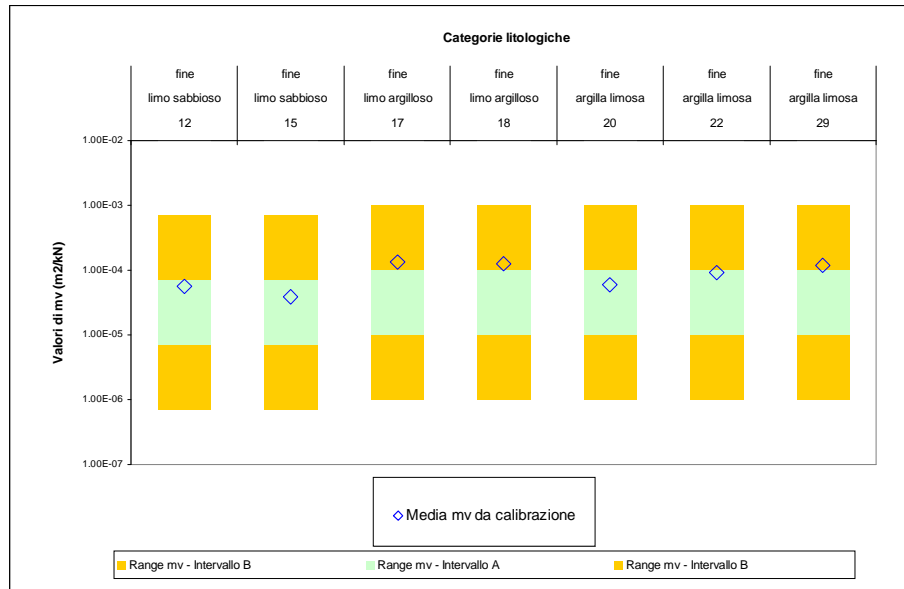 Categorie litologiche
fine fine fine fine fine fine fine
limo sabbioso limo sabbioso limo argilloso limo argilloso argilla limosa argilla limosa argilla limosa
12 15 17 18 20 22 29
1.00E-02
1.00E-03
1.00E-04
1.00E-05
1.00E-06
1.00E-07
Valori di mv (m2/kN)
Media mv da calibrazione
Range mv - Intervallo B Range mv - Intervallo A Range mv - Intervallo B